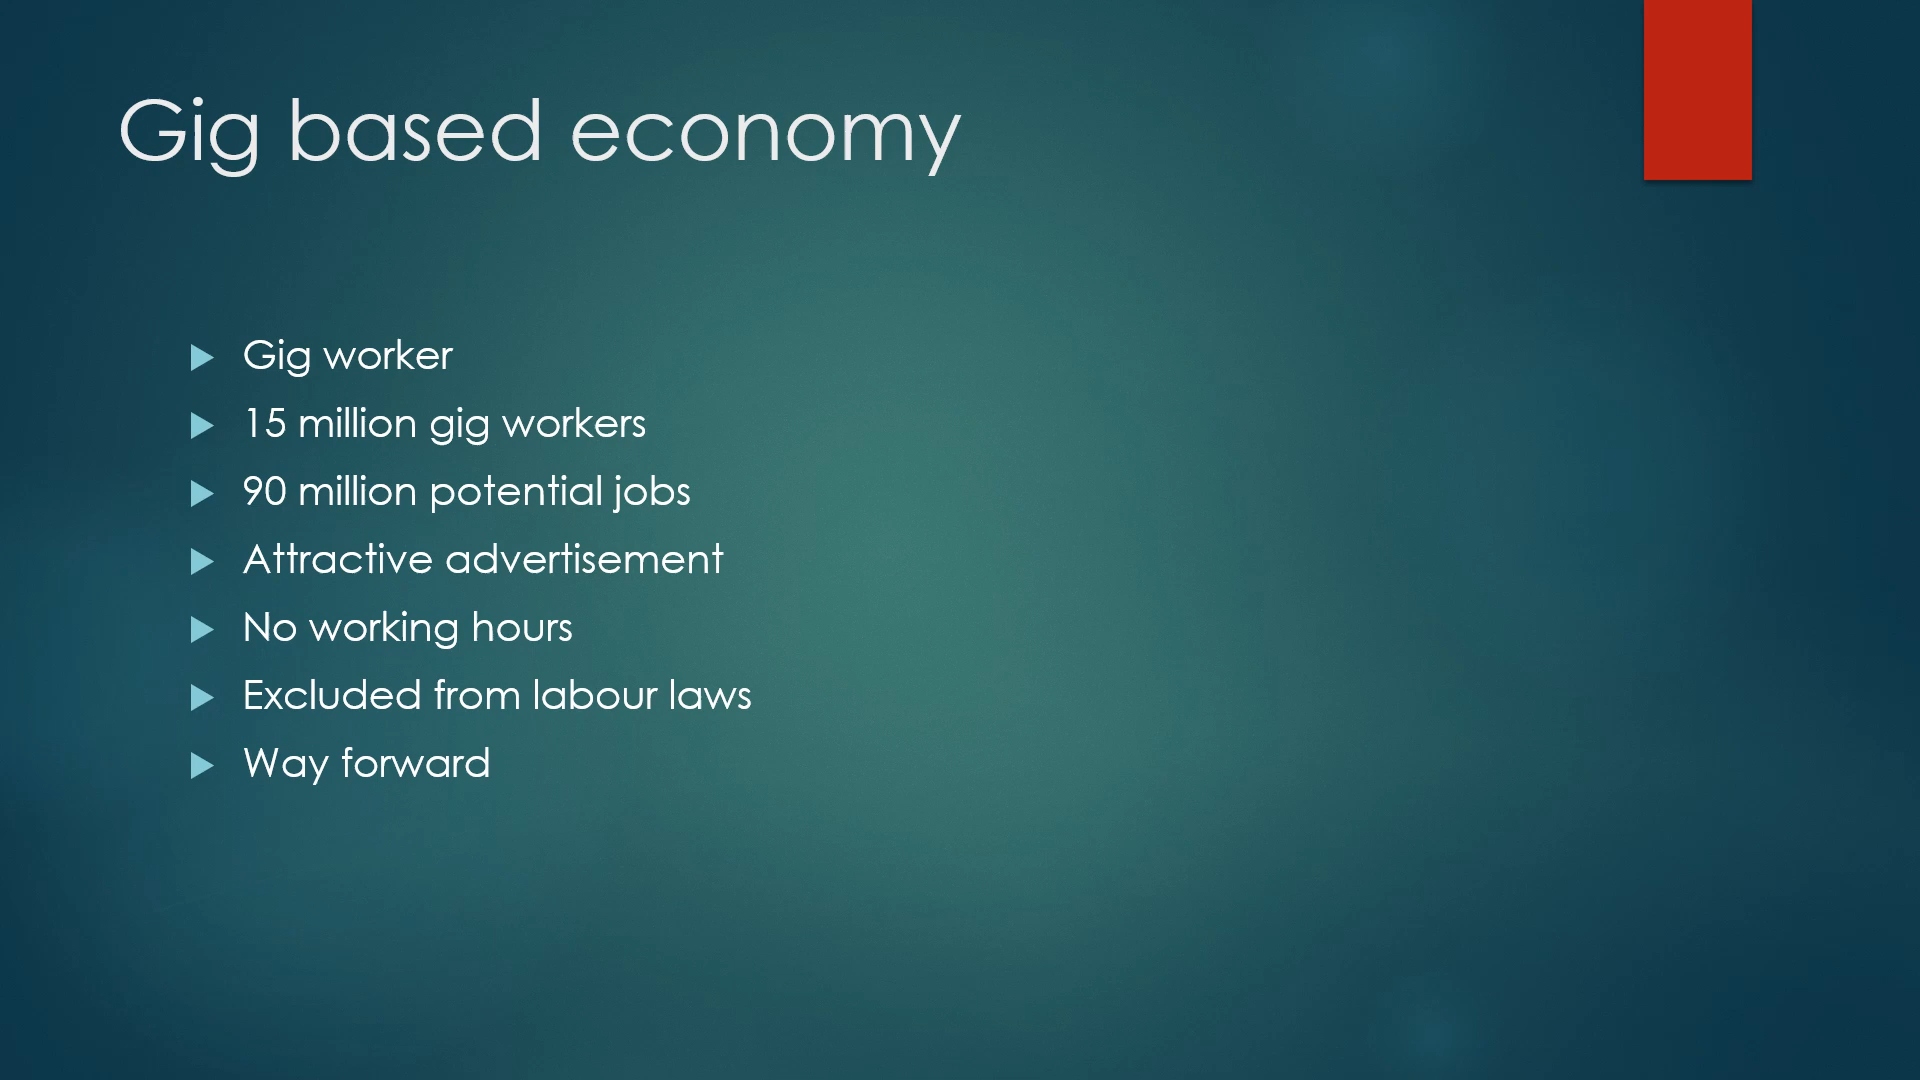 Gig based economy
Gig worker
15 million gig workers
90 million potential jobs
Attractive advertisement
No working hours
Excluded from labour laws
Way forward